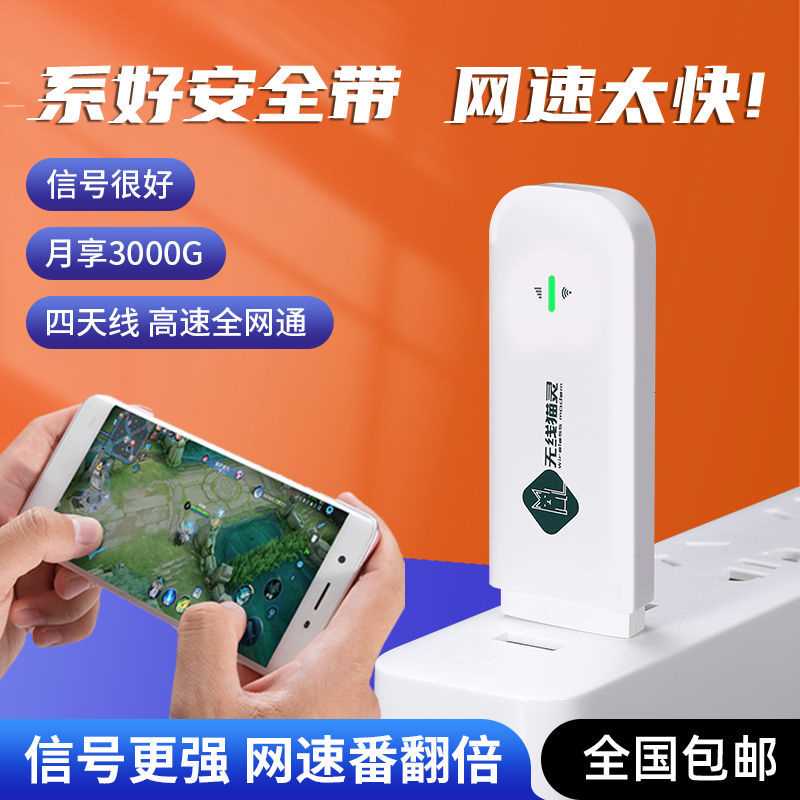 系好安全带 网速太快!
信号很好
月享3000G
四天线 高速全网通
无线猫灵
wireless modem
信号更强 网速番翻倍
全国包邮